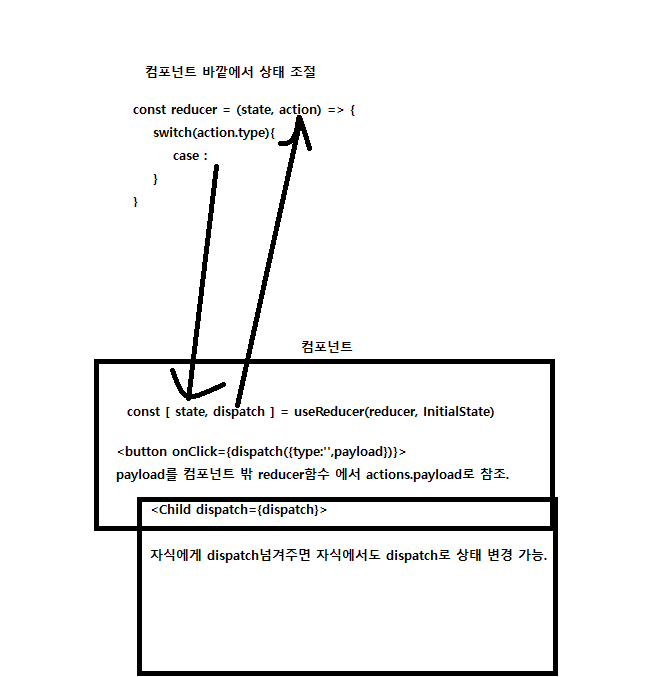 컴포넌트 바깥에서 상태 조절
const reducer = (state, action) => {
switch(action.type){
case :
}
}
컴포넌트
const [ state, dispatch ] = useReducer(reducer, InitialState)
<button onClick={dispatch({type:'',payload})}>
payload를 컴포넌트 밖 reducer함수 에서 actions.payload로 참조.
<Child dispatch={dispatch}>
자식에게 dispatch넘겨주면 자식에서도 dispatch로 상태 변경 가능.